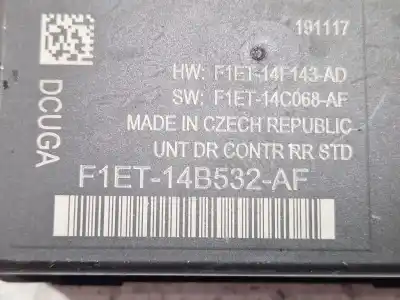 191117
HW: F1ET-14F143-AD
SW: F1ET-14C068-AF
MADE IN CZECH REPUBLIC
UNT DR CONTR RR STD
DCUGA
F1ET-14B532-AF